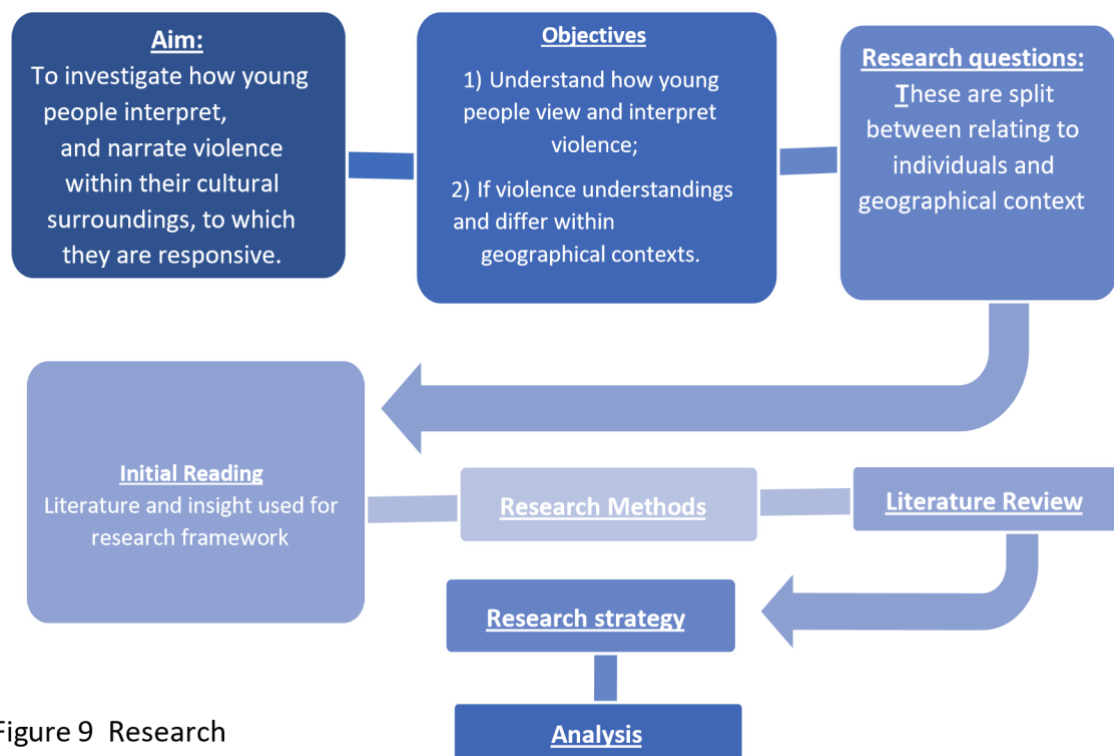 Aim:
To investigate how young
people interpret,
and narrate violence
within their cultural
surroundings, to which
they are responsive.
Objectives
1) Understand how young
people view and interpret
violence;
2) If violence understandings
and differ within
geographical contexts.
Research questions:
These are split
between relating to
individuals and
geographical context
Initial Reading
Literature and insight used for
research framework
Research Methods
Literature Review
Research strategy
Analysis
Figure 9 Research